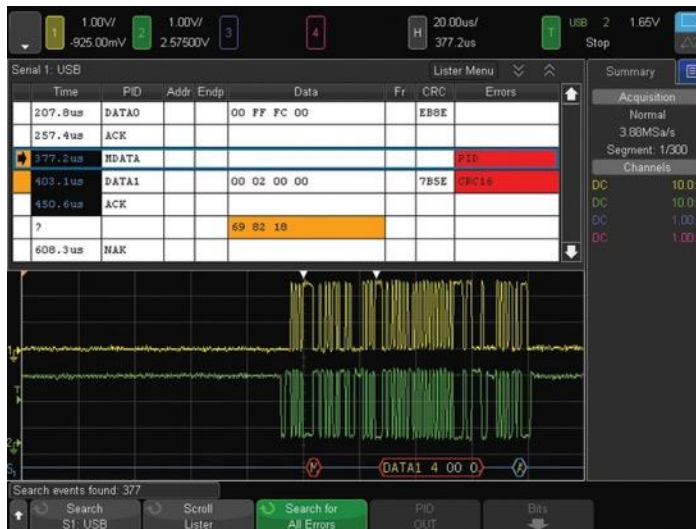 1 1.00V/ -925.00mV 2 1.00V/ 2.57500V 3 4 H 20.00us/ 377.2us T USB 2 1.65V Stop
Serial 1: USB Lister Menu Summary
Time PID Addr Endp Data Fr CRC Errors
207.8us DATA0 00 FF FC 00 EB8E
257.4us ACK
377.2us MDATA PID
403.1us DATA1 00 02 00 00 7B5E CRC16
450.6us ACK
? 69 82 18
608.3us NAK
Acquisition
Normal
3.88MSa/s
Segment: 1/300
Channels
DC 10.0:
DC 10.0:
DC 1.00:
DC 1.00:
M DATA1 4 00 0 A
S1
Search events found: 377
Search S1: USB
Scroll Lister
Search for All Errors
PID OUT
Bits